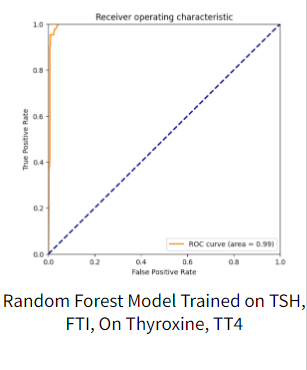 Receiver operating characteristic
1.0
0.8
0.6
0.4
0.2
0.0
True Positive Rate
0.0 0.2 0.4 0.6 0.8 1.0
False Positive Rate
ROC curve (area = 0.99)
Random Forest Model Trained on TSH,
FTI, On Thyroxine, TT4